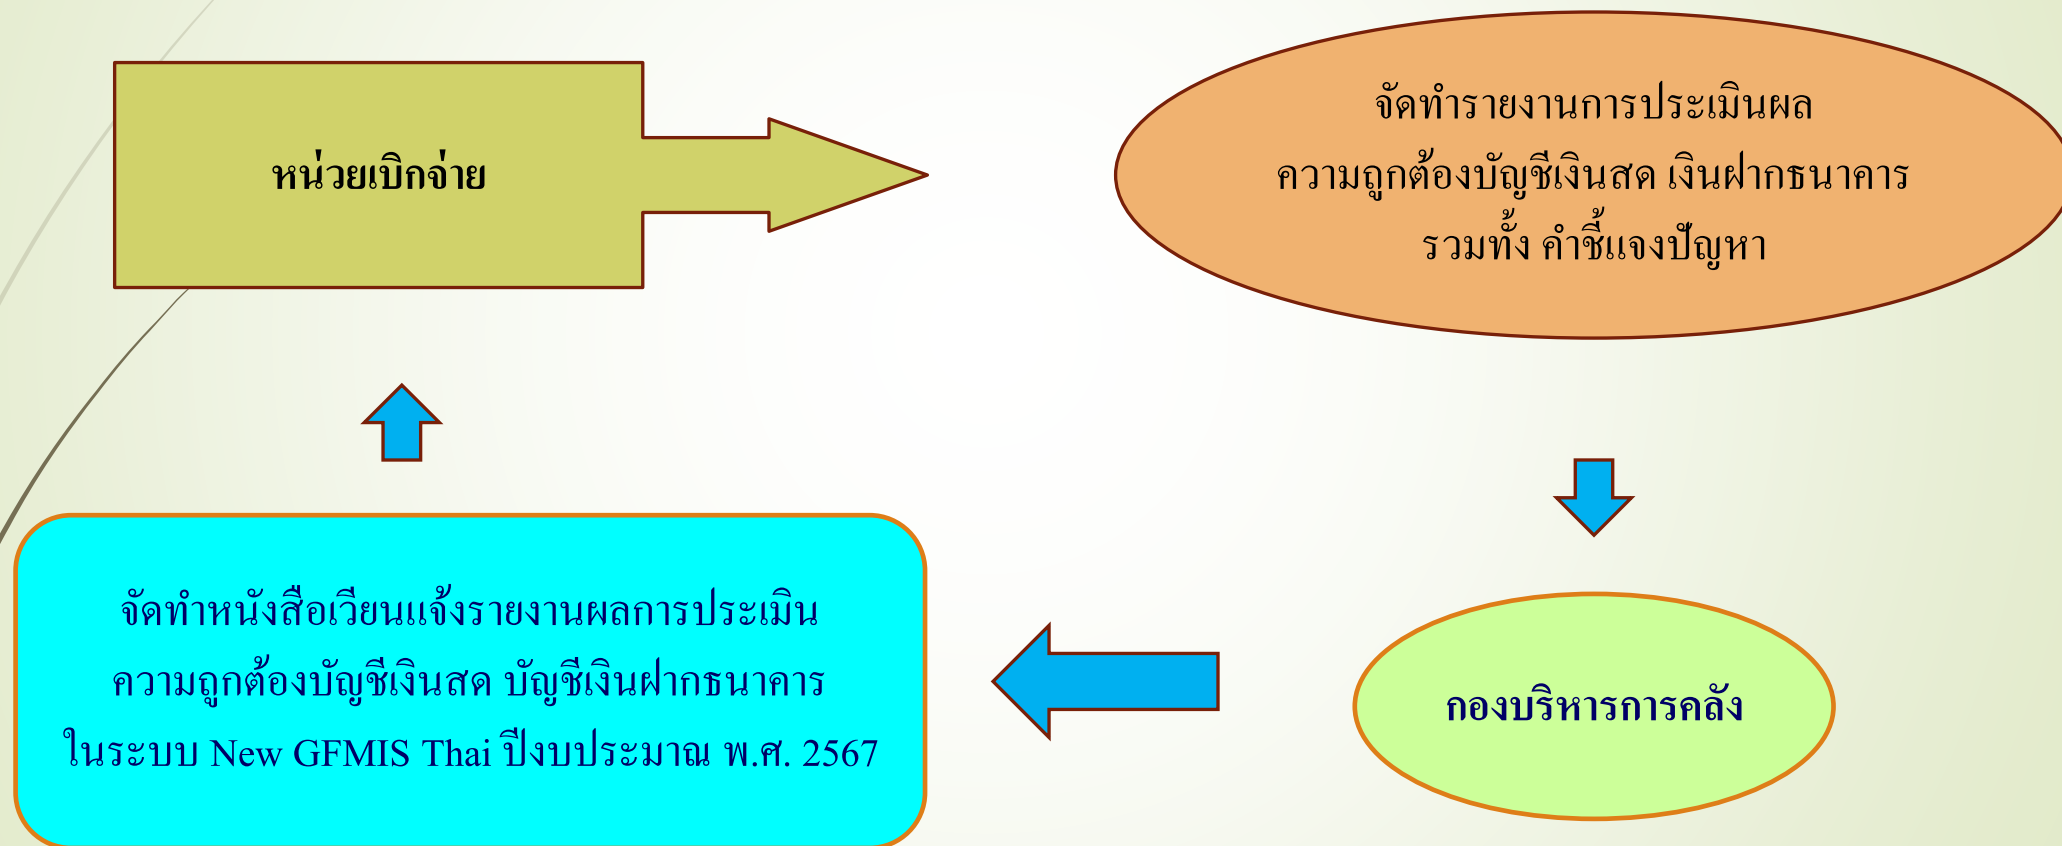 หน่วยเบิกจ่าย
จัดทำรายงานการประเมินผล
ความถูกต้องบัญชีเงินสด เงินฝากธนาคาร
รวมทั้ง คำชี้แจงปัญหา
กองบริหารการคลัง
จัดทำหนังสือเวียนแจ้งรายงานผลการประเมิน
ความถูกต้องบัญชีเงินสด บัญชีเงินฝากธนาคาร
ในระบบ New GFMIS Thai ปีงบประมาณ พ.ศ. 2567